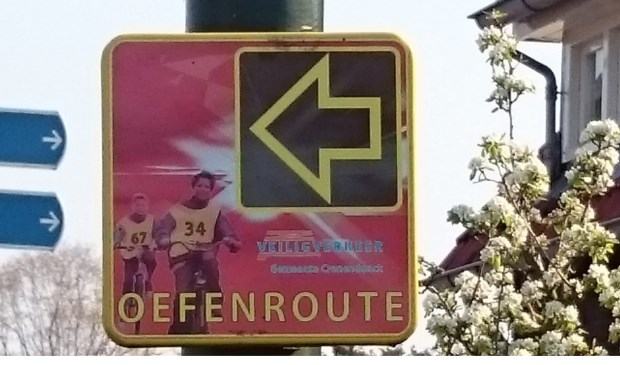 67
34
VEILIG VERKEER
Gemeente Cranendonck
OEFENROUTE